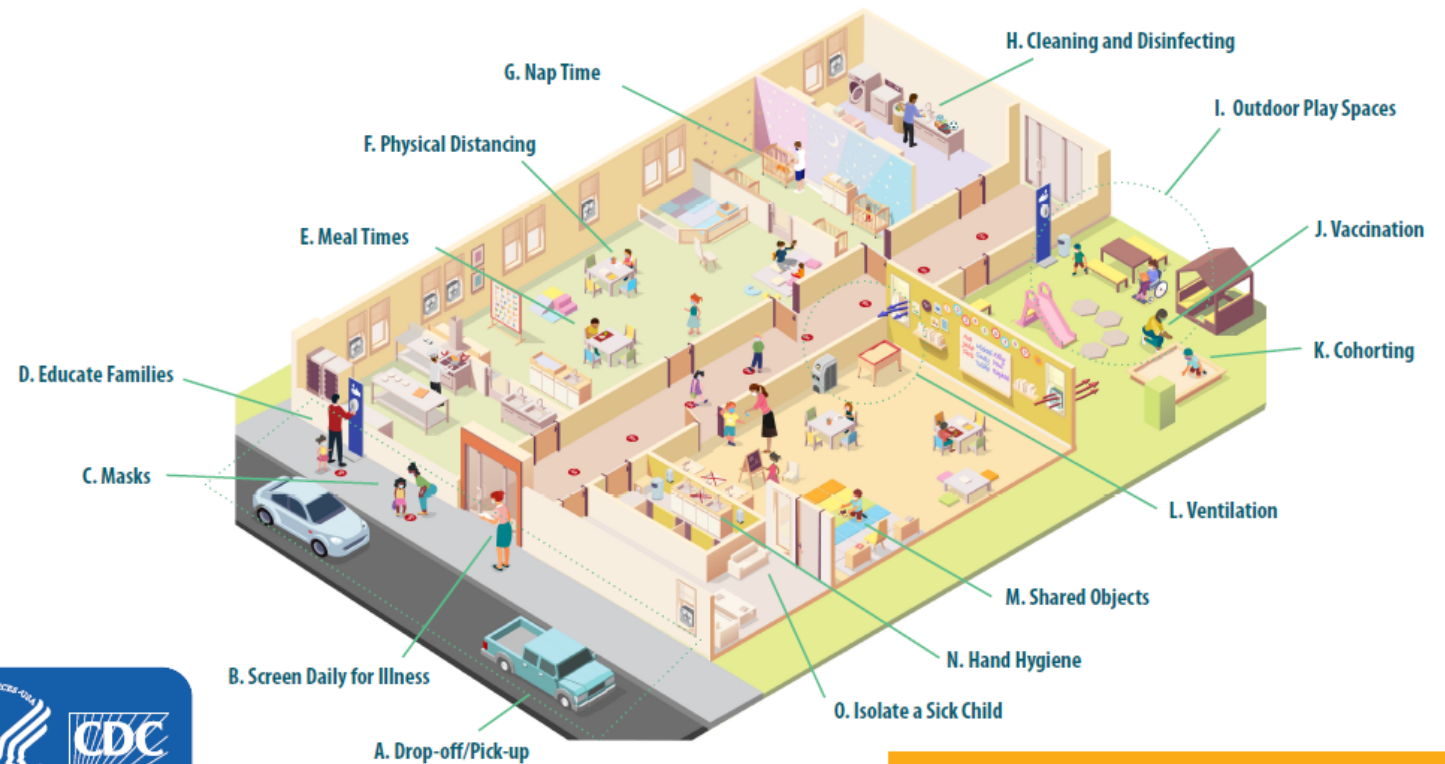 H. Cleaning and Disinfecting
G. Nap Time
I. Outdoor Play Spaces
F. Physical Distancing
J. Vaccination
E. Meal Times
K. Cohorting
D. Educate Families
C. Masks
L. Ventilation
M. Shared Objects
N. Hand Hygiene
B. Screen Daily for Illness
O. Isolate a Sick Child
A. Drop-off/Pick-up
CDC